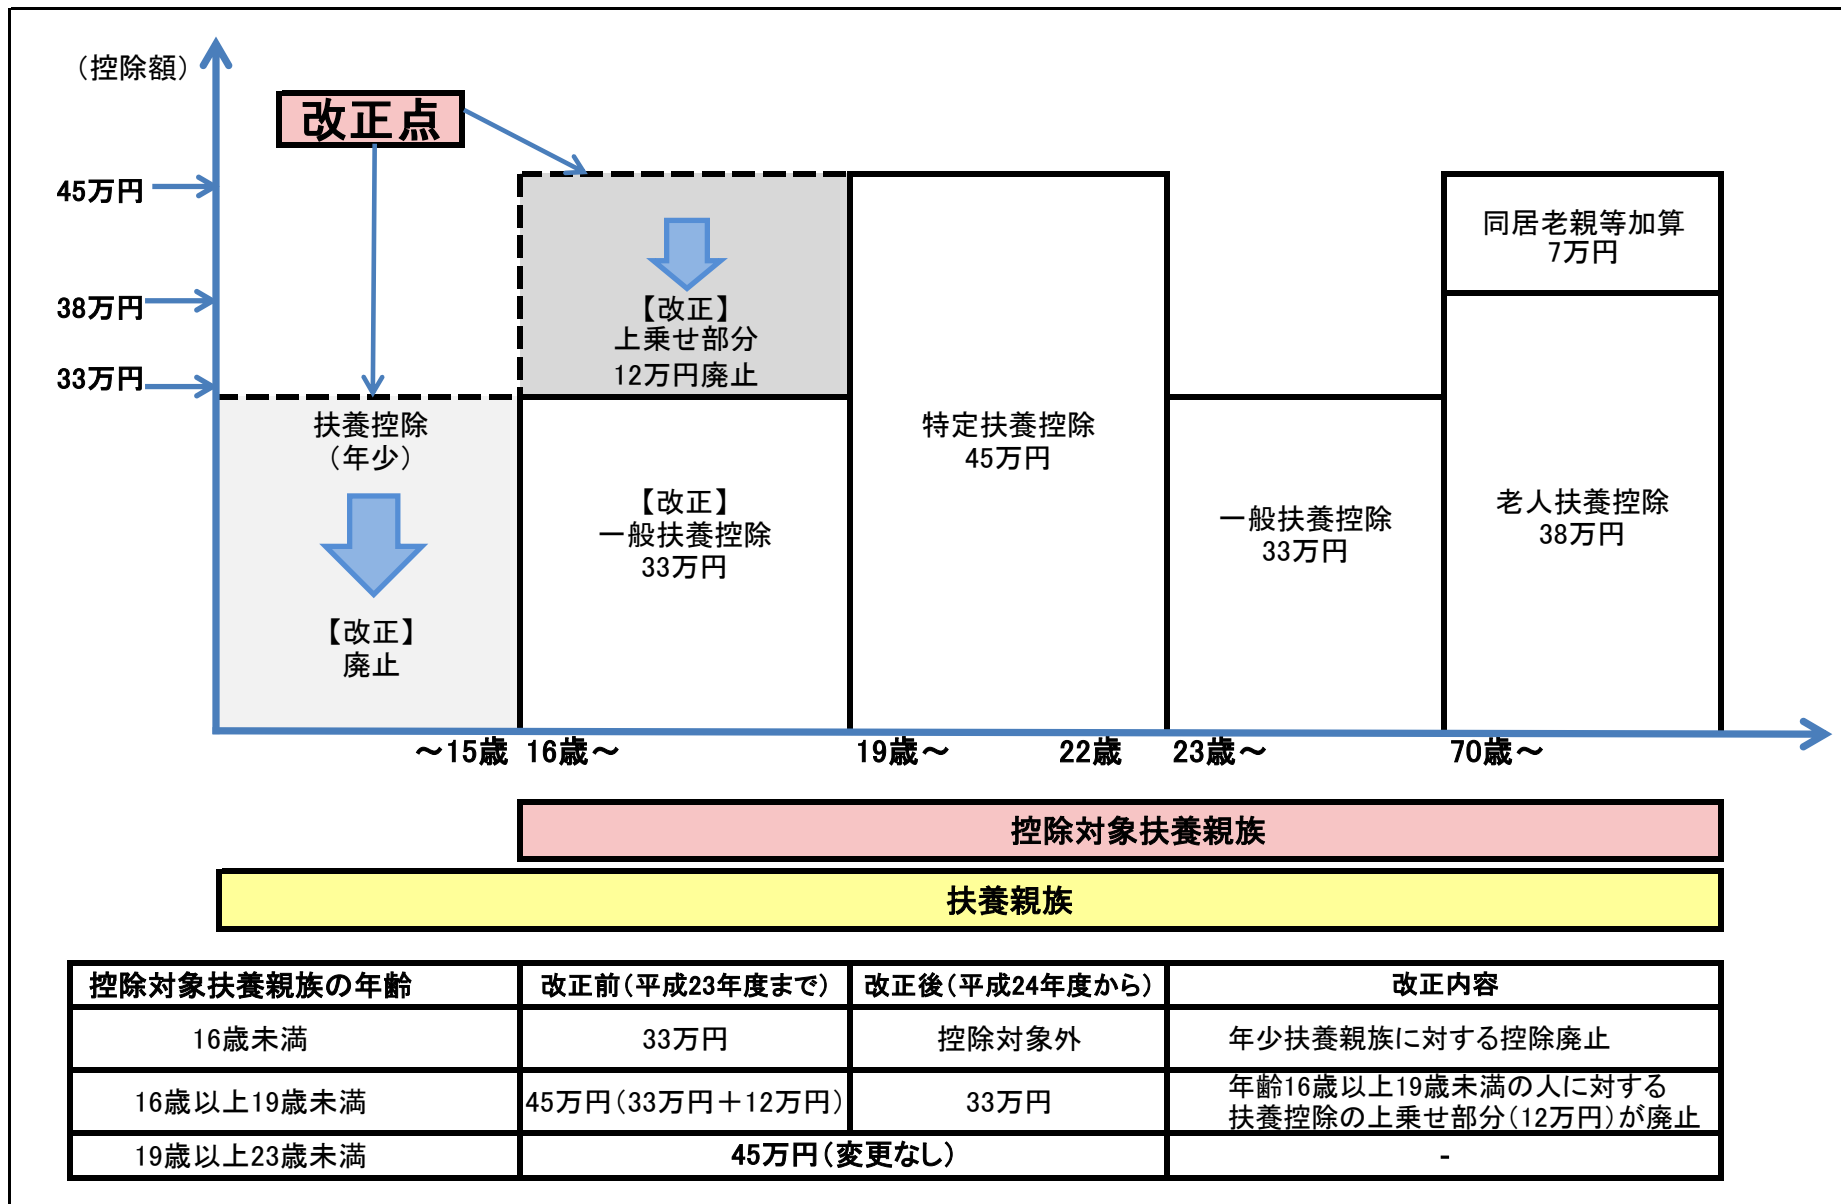 （控除額）
改正点
45万円
38万円
33万円
扶養控除
（年少）
【改正】
廃止
【改正】
上乗せ部分
12万円廃止
【改正】
一般扶養控除
33万円
特定扶養控除
45万円
一般扶養控除
33万円
同居老親等加算
7万円
老人扶養控除
38万円
～15歳 16歳～ 19歳～ 22歳 23歳～ 70歳～
控除対象扶養親族
扶養親族
控除対象扶養親族の年齢 改正前（平成23年度まで） 改正後（平成24年度から） 改正内容
16歳未満 33万円 控除対象外 年少扶養親族に対する控除廃止
16歳以上19歳未満 45万円（33万円＋12万円） 33万円 年齢16歳以上19歳未満の人に対する
扶養控除の上乗せ部分（12万円）が廃止
19歳以上23歳未満 45万円（変更なし） -